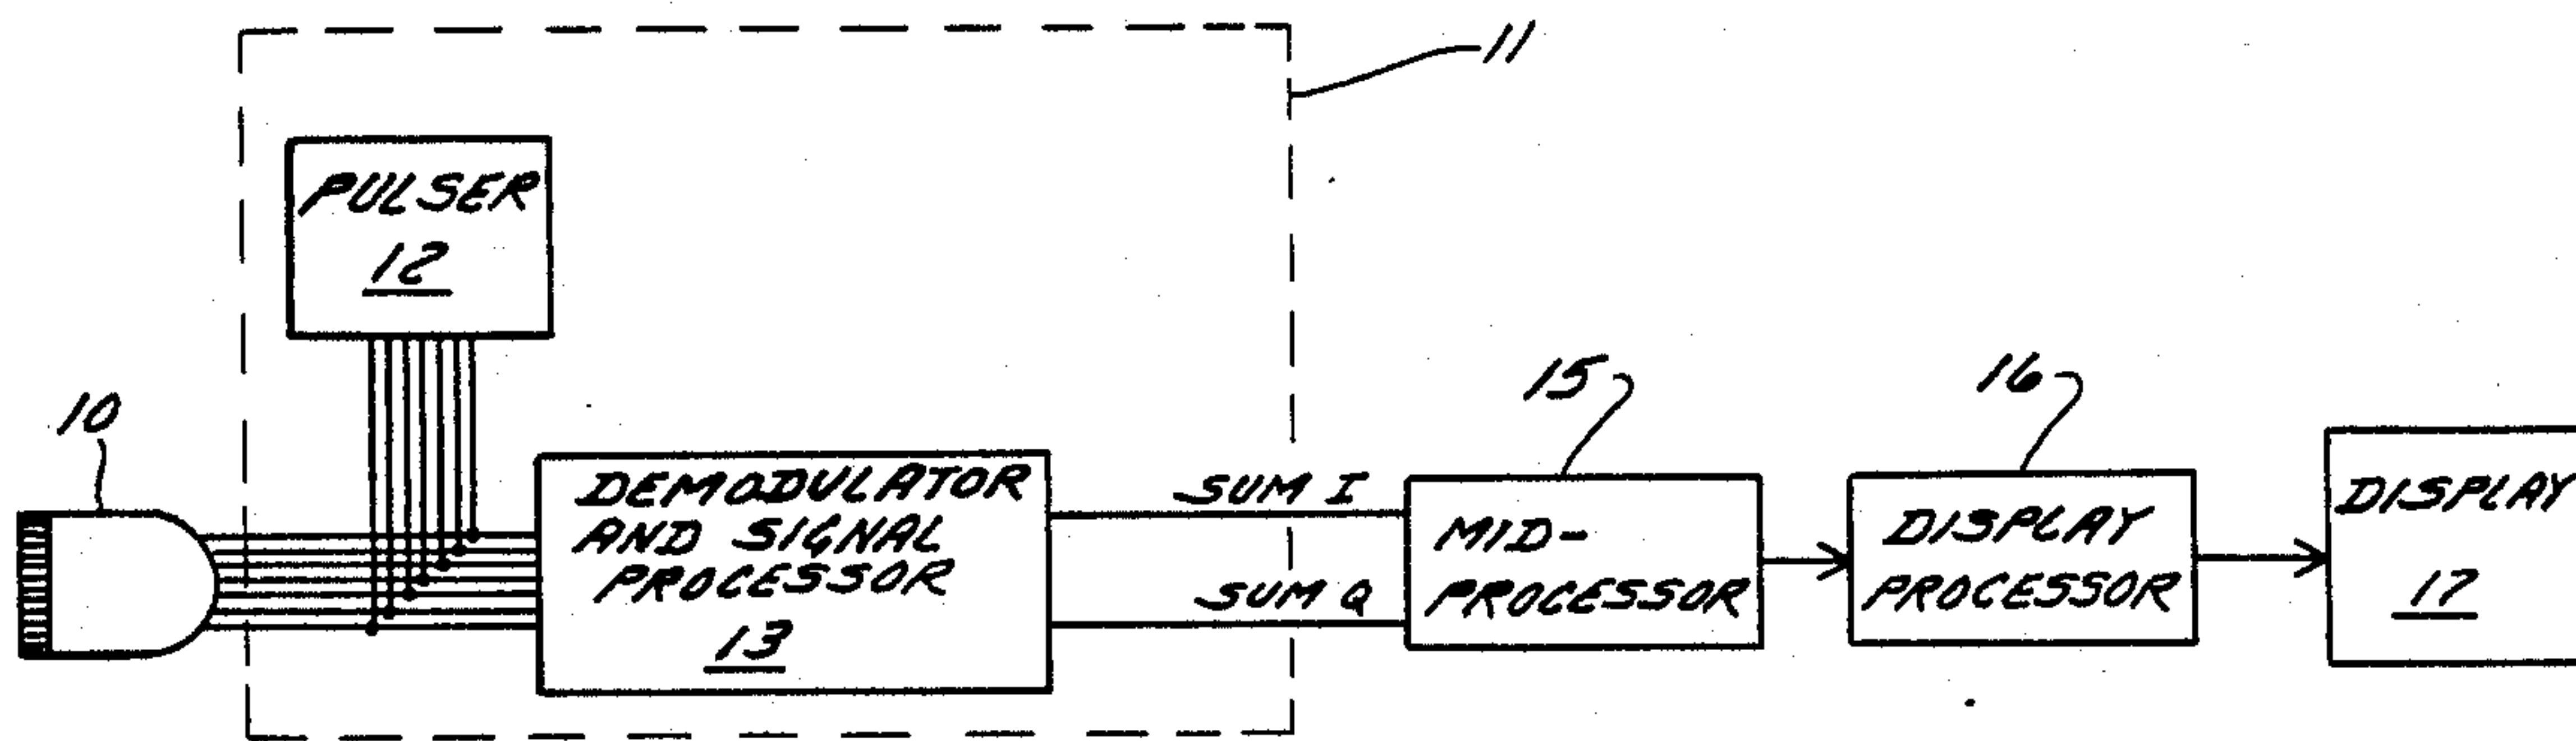 11
PULSER
12
10
DEMODULATOR
AND SIGNAL
PROCESSOR
13
SUM I
SUM Q
15
MID-
PROCESSOR
16
DISPLAY
PROCESSOR
DISPLAY
17